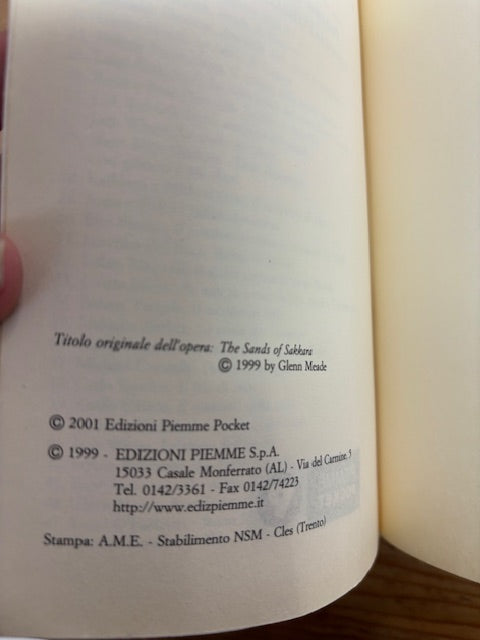 Titolo originale dell'opera: The Sands of Sakkara
© 1999 by Glenn Meade
© 2001 Edizioni Piemme Pocket
© 1999 - EDIZIONI PIEMME S.p.A.
15033 Casale Monferrato (AL) - Via del Carmine, 5
Tel. 0142/3361 - Fax 0142/74223
http://www.edizpiemme.it
Stampa: A.M.E. - Stabilimento NSM - Cles (Trento)